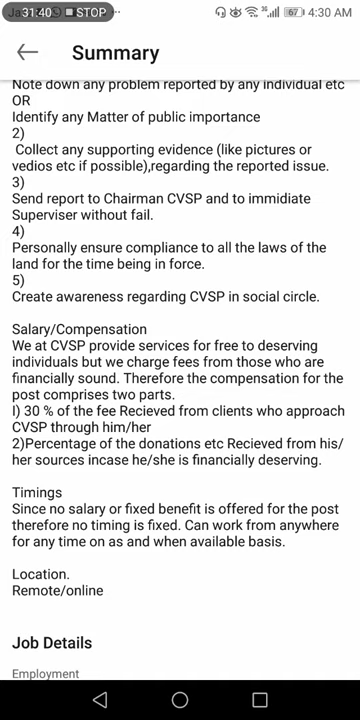 31:40 STOP
67 4:30 AM
Summary
Note down any problem reported by any individual etc
OR
Identify any Matter of public importance
2)
Collect any supporting evidence (like pictures or
vedios etc if possible),regarding the reported issue.
3)
Send report to Chairman CVSP and to immidiate
Superviser without fail.
4)
Personally ensure compliance to all the laws of the
land for the time being in force.
5)
Create awareness regarding CVSP in social circle.
Salary/Compensation
We at CVSP provide services for free to deserving
individuals but we charge fees from those who are
financially sound. Therefore the compensation for the
post comprises two parts.
I) 30 % of the fee Recieved from clients who approach
CVSP through him/her
2)Percentage of the donations etc Recieved from his/
her sources incase he/she is financially deserving.
Timings
Since no salary or fixed benefit is offered for the post
therefore no timing is fixed. Can work from anywhere
for any time on as and when available basis.
Location.
Remote/online
Job Details
Employment